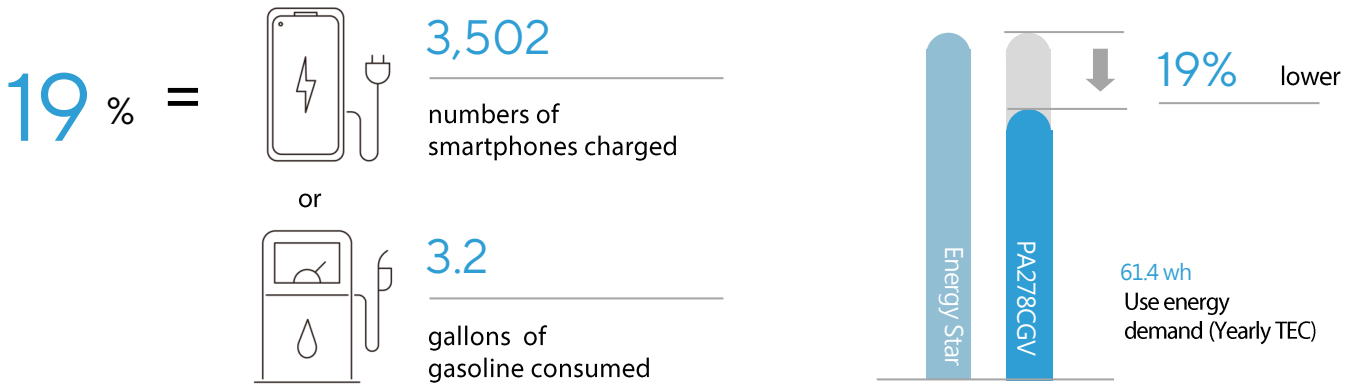 19 %
=
3,502
numbers of
smartphones charged
or
3.2
gallons of
gasoline consumed
Energy Star
PA278CGV
19% lower
61.4 wh
Use energy
demand (Yearly TEC)